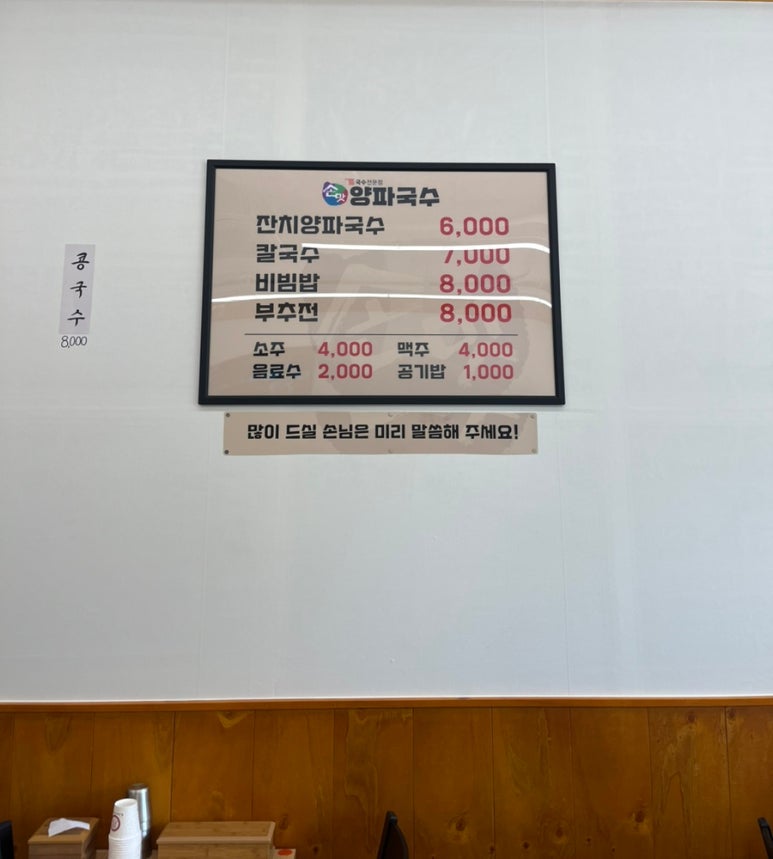 국수전문점
손맛 양파국수
잔치양파국수 6,000
칼국수 7,000
비빔밥 8,000
부추전 8,000
소주 4,000 맥주 4,000
음료수 2,000 공기밥 1,000
많이 드실 손님은 미리 말씀해 주세요!
콩
국
수
8,000